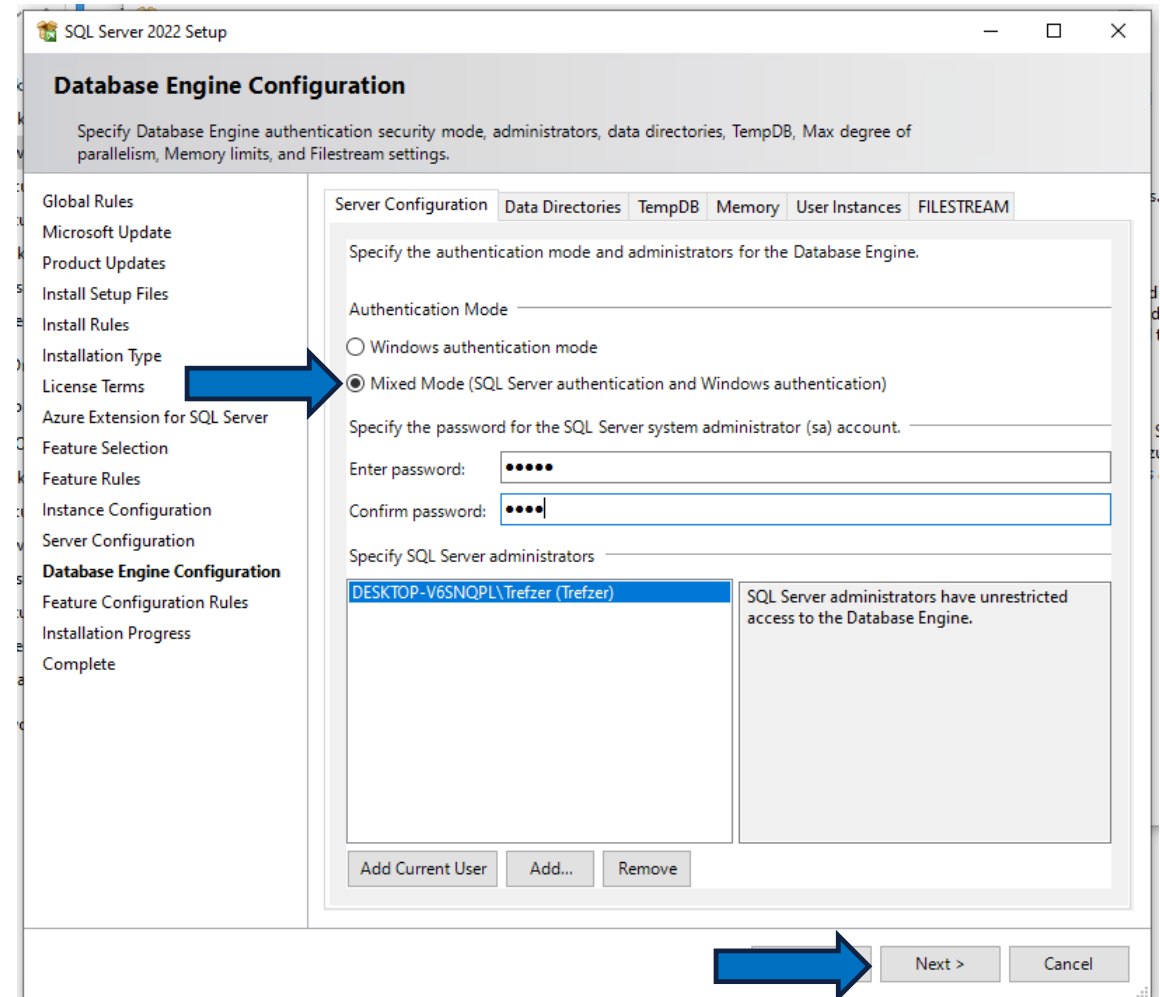 SQL Server 2022 Setup
Database Engine Configuration
Specify Database Engine authentication security mode, administrators, data directories, TempDB, Max degree of
parallelism, Memory limits, and Filestream settings.
Global Rules
Microsoft Update
Product Updates
Install Setup Files
Install Rules
Installation Type
License Terms
Azure Extension for SQL Server
Feature Selection
Feature Rules
Instance Configuration
Server Configuration
Database Engine Configuration
Feature Configuration Rules
Installation Progress
Complete
Server Configuration Data Directories TempDB Memory User Instances FILESTREAM
Specify the authentication mode and administrators for the Database Engine.
Authentication Mode
Windows authentication mode
Mixed Mode (SQL Server authentication and Windows authentication)
Specify the password for the SQL Server system administrator (sa) account.
Enter password: •••••
Confirm password: ••••
Specify SQL Server administrators
DESKTOP-V6SNQPL\Trefzer (Trefzer)
SQL Server administrators have unrestricted
access to the Database Engine.
Add Current User Add... Remove
Next > Cancel